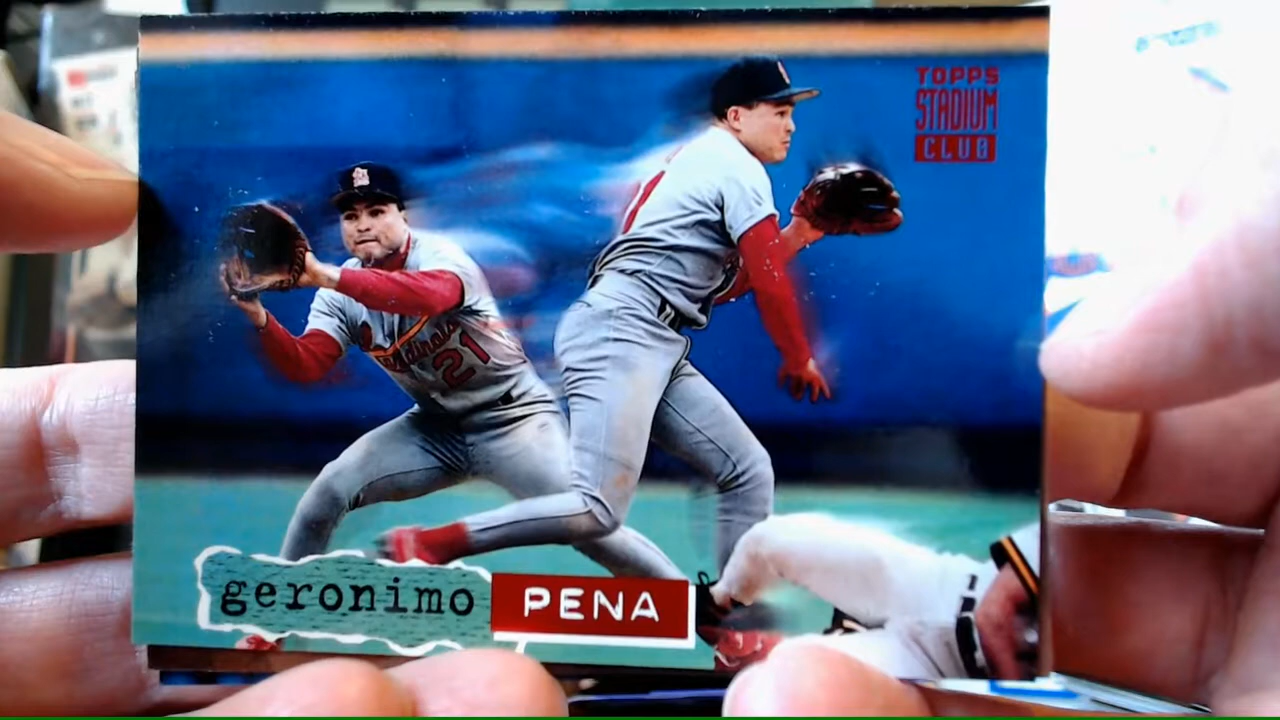 TOPPS
STADIUM
CLUB
Cardinals
21
geronimo PENA